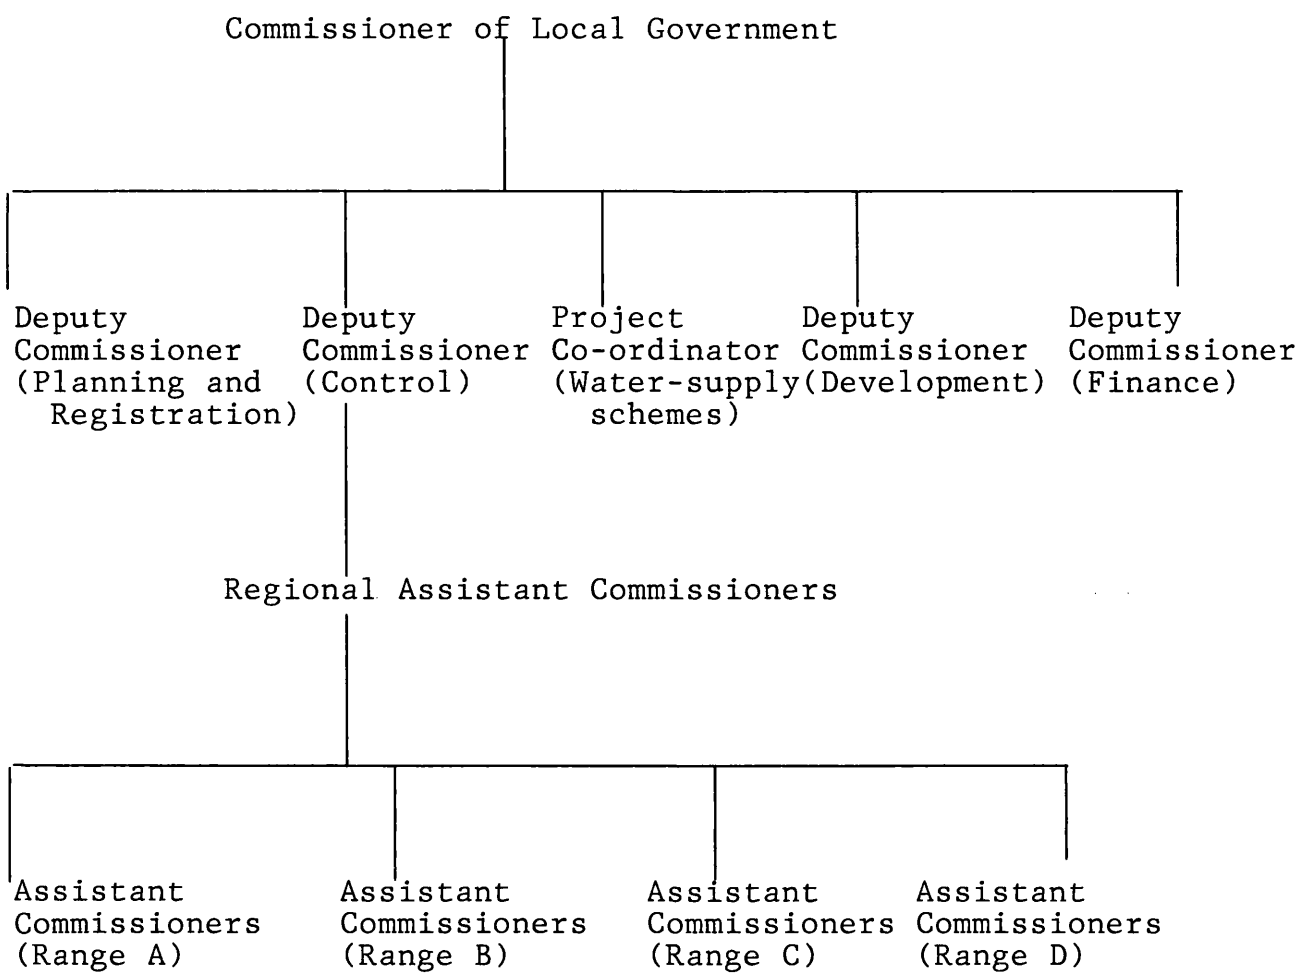 Commissioner of Local Government
Deputy
Commissioner
(Planning and
Registration)
Deputy
Commissioner
(Control)
Project
Co-ordinator
(Water-supply
schemes)
Deputy
Commissioner
(Development)
Deputy
Commissioner
(Finance)
Regional Assistant Commissioners
Assistant
Commissioners
(Range A)
Assistant
Commissioners
(Range B)
Assistant
Commissioners
(Range C)
Assistant
Commissioners
(Range D)